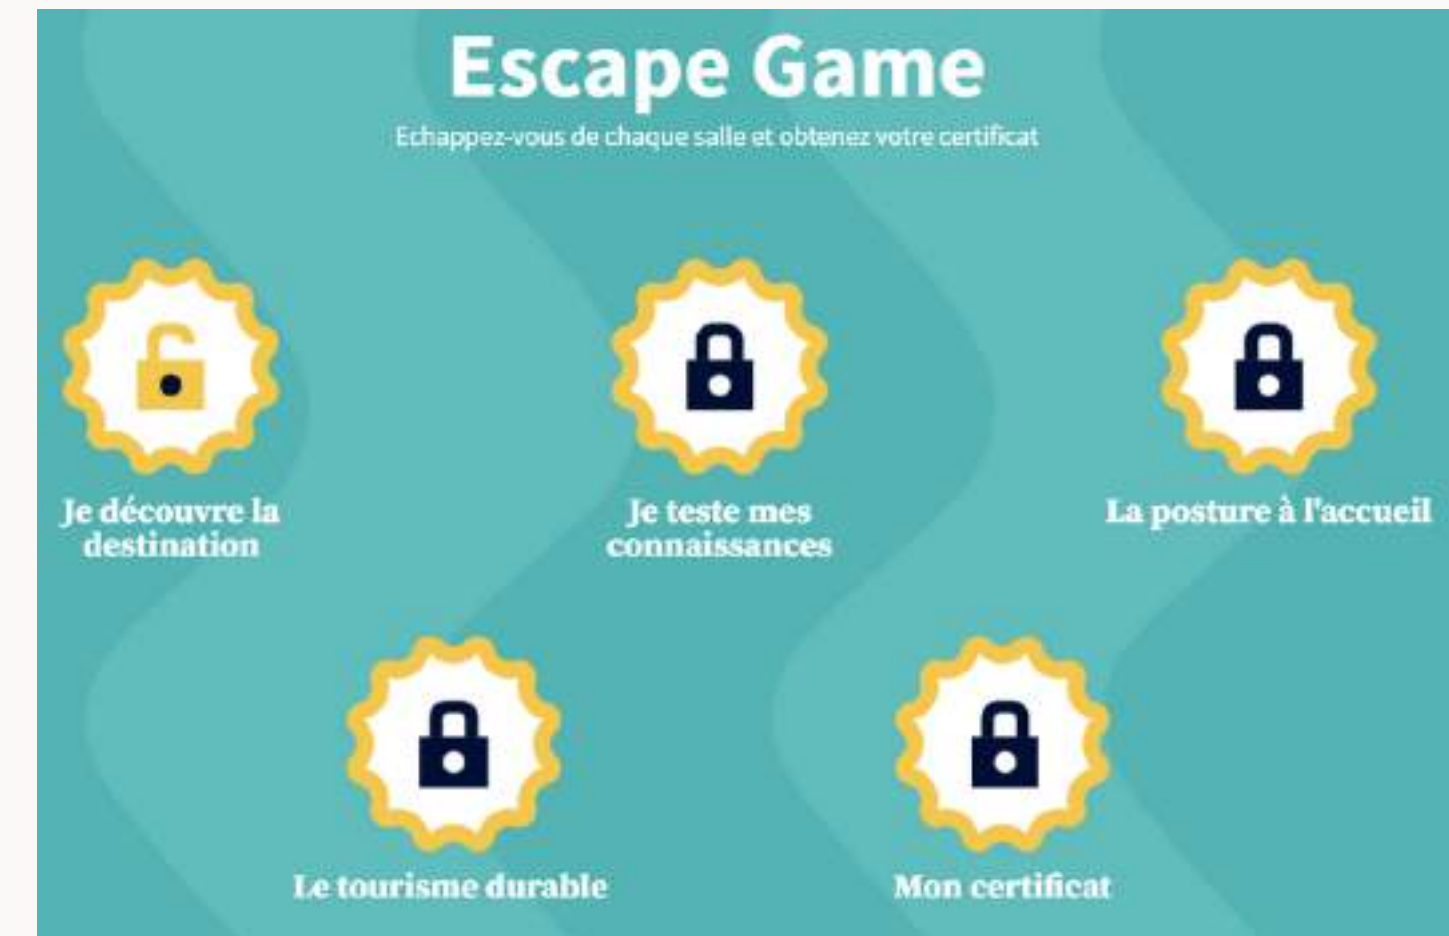 Escape Game
Echappez-vous de chaque salle et obtenez votre certificat
Je découvre la
destination
Je teste mes
connaissances
La posture à l'accueil
Le tourisme durable
Mon certificat